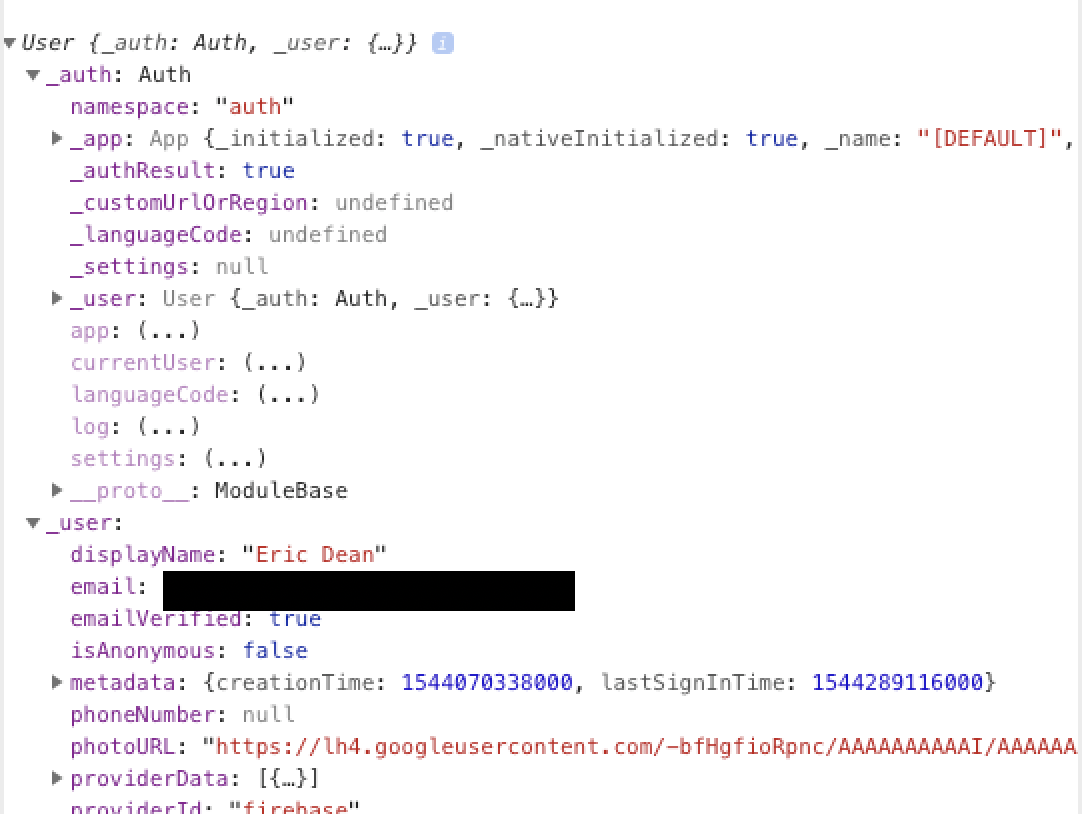 User {_auth: Auth, _user: {…}} i
_auth: Auth
namespace: "auth"
_app: App {_initialized: true, _nativeInitialized: true, _name: "[DEFAULT]",
_authResult: true
_customUrlOrRegion: undefined
_languageCode: undefined
_settings: null
_user: User {_auth: Auth, _user: {…}}
app: (...)
currentUser: (...)
languageCode: (...)
log: (...)
settings: (...)
__proto__: ModuleBase
_user:
displayName: "Eric Dean"
email:
emailVerified: true
isAnonymous: false
metadata: {creationTime: 1544070338000, lastSignInTime: 1544289116000}
phoneNumber: null
photoURL: "https://lh4.googleusercontent.com/-bfHgfioRpnc/AAAAAAAAAAI/AAAAAA
providerData: [{…}]
providerId: "firebase"